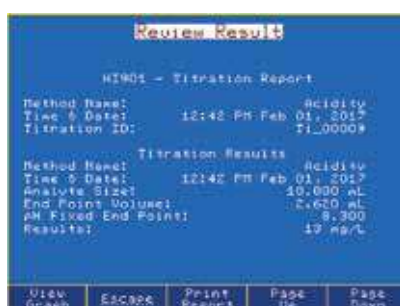 Review Result
HI901 - Titration Report
Method Name: Acidity
Time & Date: 12:42 PM Feb 01, 2017
Titration ID: Ti_00008
Titration Results
Method Name: Acidity
Time & Date: 12:42 PM Feb 01, 2017
Analyte Size: 10.000 mL
End Point Volume: 2.620 mL
pH Fixed End Point: 8.300
Results: 13 mg/L
View Graph
Escape
Print Report
Page Up
Page Down